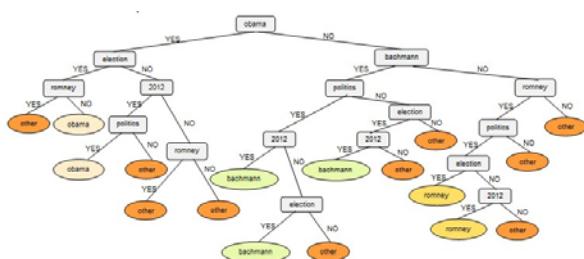 obama
YES NO
election bachmann
YES NO YES NO
romney 2012 politics romney
YES NO YES NO YES NO YES NO
other obama politics 2012 election politics other
YES NO YES NO YES NO YES NO
obama other romney bachmann 2012 other election other
YES NO NO YES NO YES NO
other other election bachmann other romney 2012
YES NO YES NO
bachmann other romney other